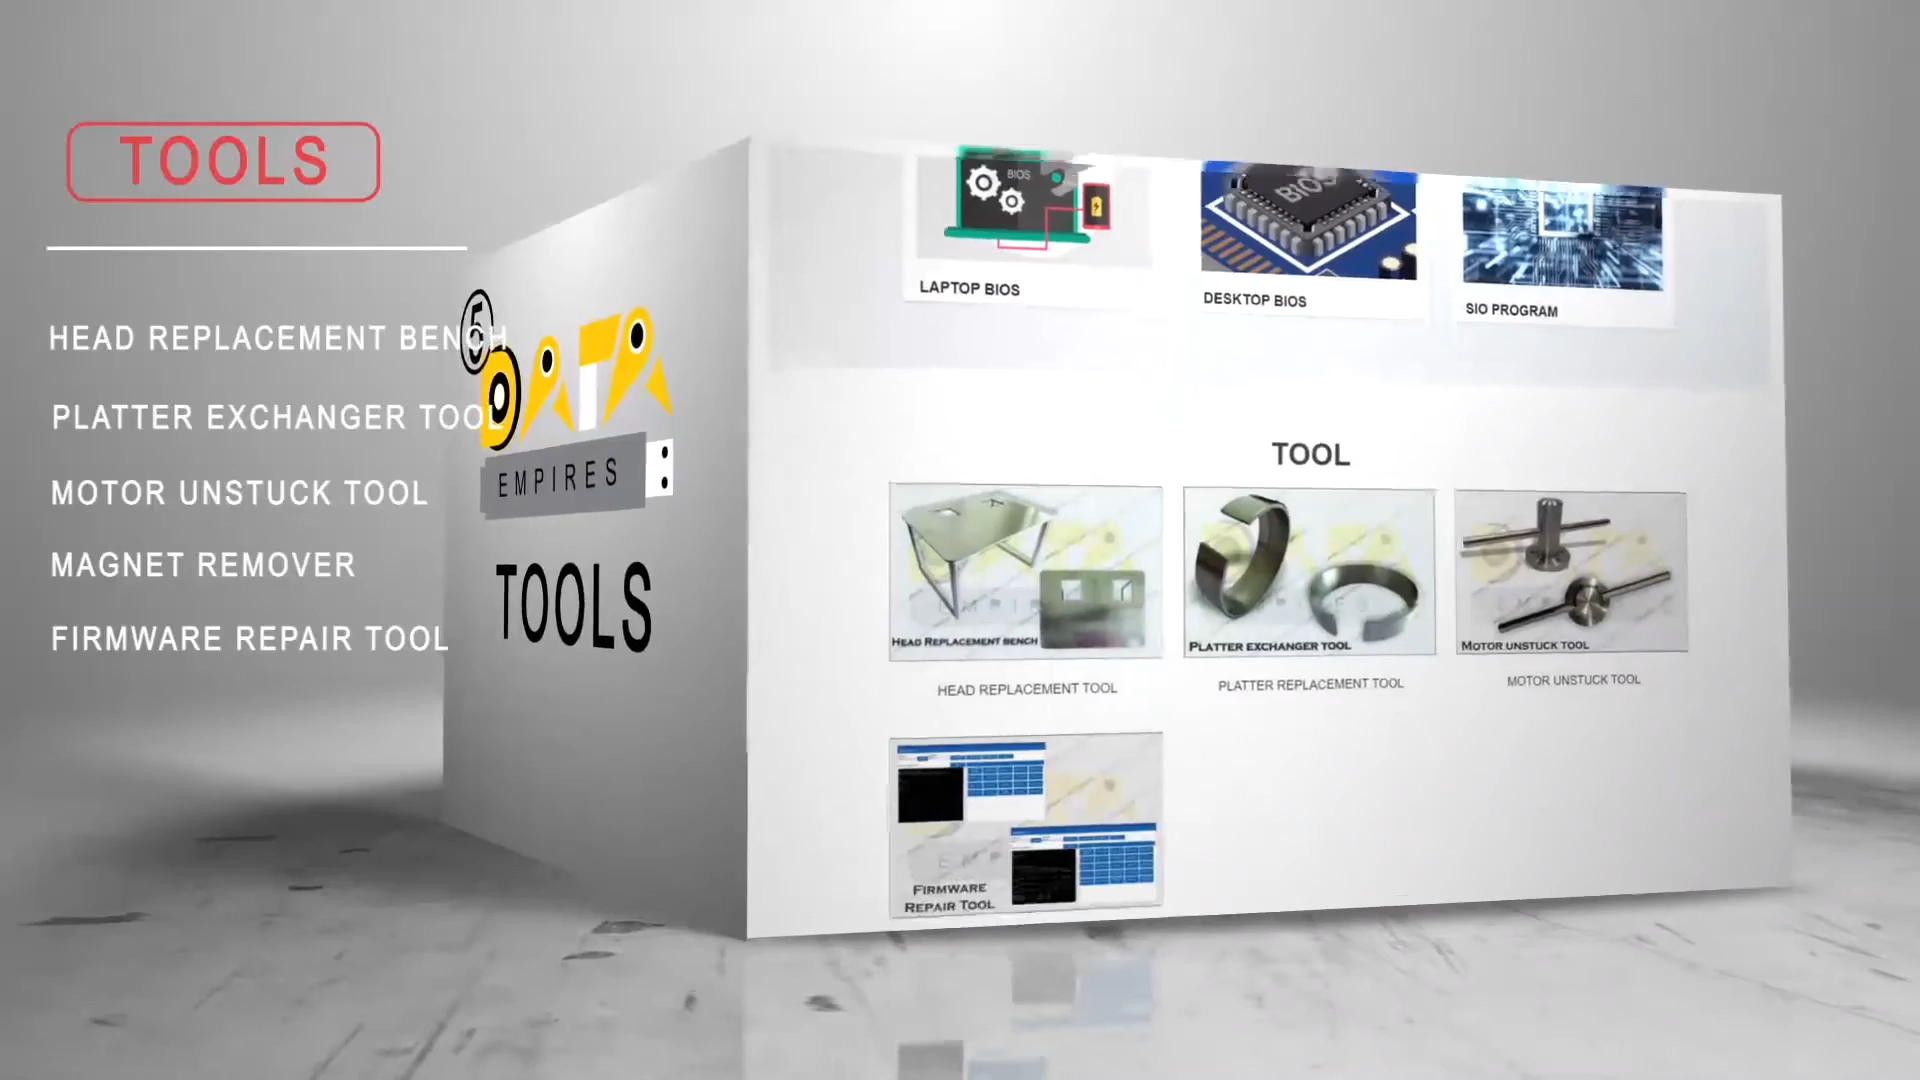 TOOLS
HEAD REPLACEMENT BENCH
PLATTER EXCHANGER TOOL
MOTOR UNSTUCK TOOL
MAGNET REMOVER
FIRMWARE REPAIR TOOL
5
DATA
EMPIRES
TOOLS
BIOS
BIOS
LAPTOP BIOS
DESKTOP BIOS
SIO PROGRAM
TOOL
HEAD REPLACEMENT BENCH
PLATTER EXCHANGER TOOL
MOTOR UNSTUCK TOOL
HEAD REPLACEMENT TOOL
PLATTER REPLACEMENT TOOL
MOTOR UNSTUCK TOOL
FIRMWARE
REPAIR TOOL